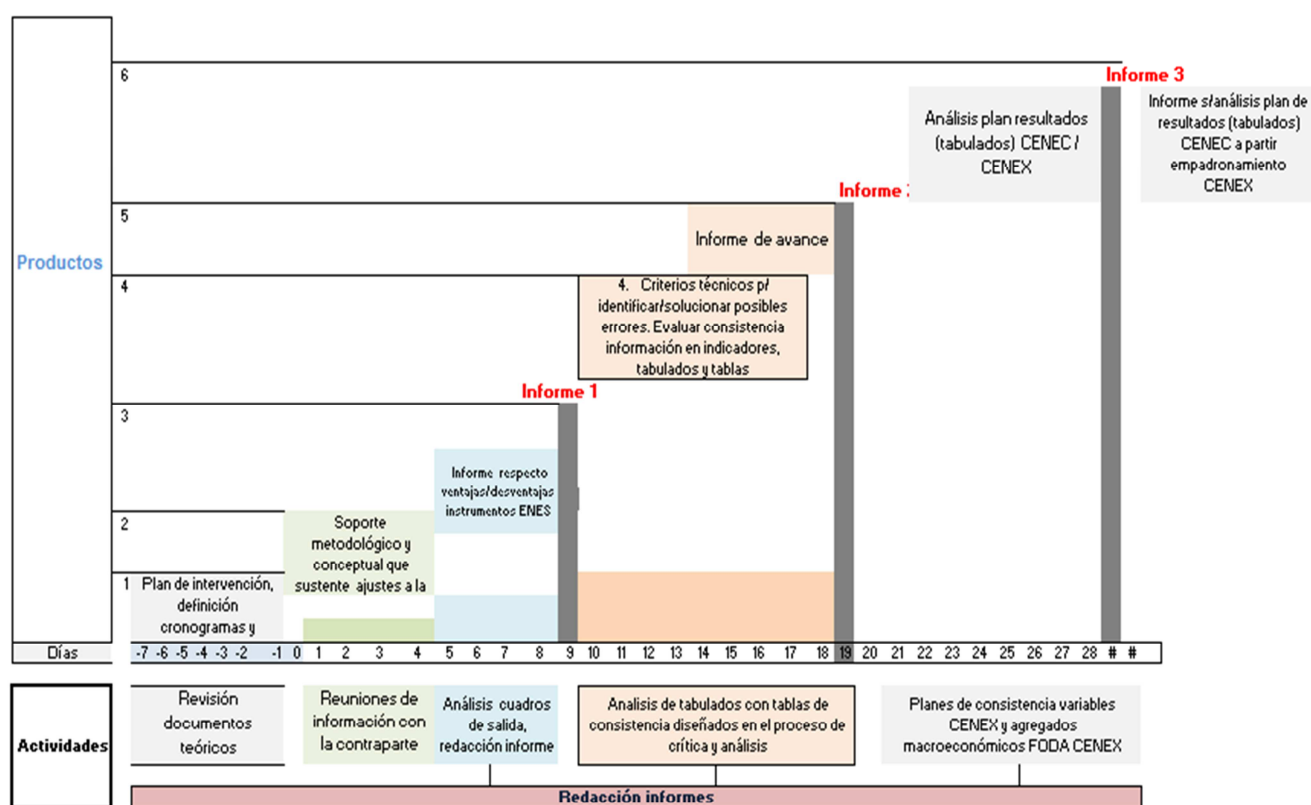 6
Informe 3
Análisis plan resultados
(tabulados) CENEC /
CENEX
Informe s/análisis plan de
resultados (tabulados)
CENEC a partir
empadronamiento
CENEX
Informe
5
Informe de avance
Productos
4
4. Criterios técnicos p/
identificar/solucionar posibles
errores. Evaluar consistencia
información en indicadores,
tabulados y tablas
Informe 1
3
Informe respecto
ventajas/desventajas
instrumentos ENES
2
Soporte
metodológico y
conceptual que
sustente ajustes a la
1
Plan de intervención,
definición
cronogramas y
Días -7 -6 -5 -4 -3 -2 -1 0 1 2 3 4 5 6 7 8 9 10 11 12 13 14 15 16 17 18 19 20 21 22 23 24 25 26 27 28 # #
Actividades
Revisión
documentos
teóricos
Reuniones de
información con
la contraparte
Análisis cuadros
de salida,
redacción informe
Analisis de tabulados con tablas de
consistencia diseñados en el proceso de
crítica y análisis
Planes de consistencia variables
CENEX y agregados
macroeconómicos FODA CENEX
Redacción informes